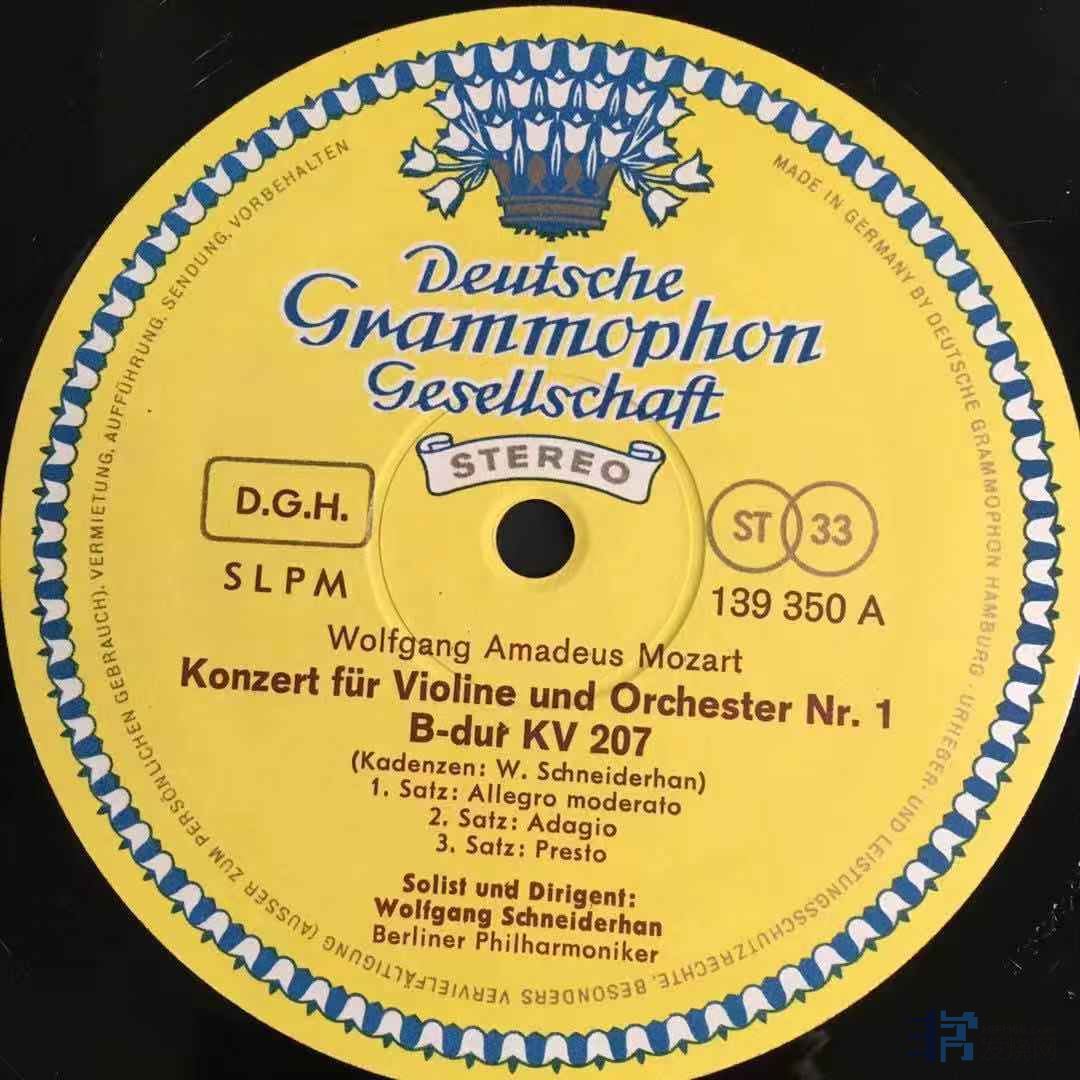 Deutsche
Grammophon
Gesellschaft
STEREO
D.G.H.
ST 33
SLPM
139 350 A
Wolfgang Amadeus Mozart
Konzert für Violine und Orchester Nr. 1
B-dur KV 207
(Kadenzen: W. Schneiderhan)
1. Satz: Allegro moderato
2. Satz: Adagio
3. Satz: Presto
Solist und Dirigent:
Wolfgang Schneiderhan
Berliner Philharmoniker
MADE IN GERMANY BY DEUTSCHE GRAMMOPHON HAMBURG · URHEBER- UND LEISTUNGSSCHUTZRECHTE, BESONDERS VERVIELFÄLTIGUNG (AUSSER ZUM PERSÖNLICHEN GEBRAUCH), VERMIETUNG, AUFFÜHRUNG, SENDUNG, VORBEHALTEN